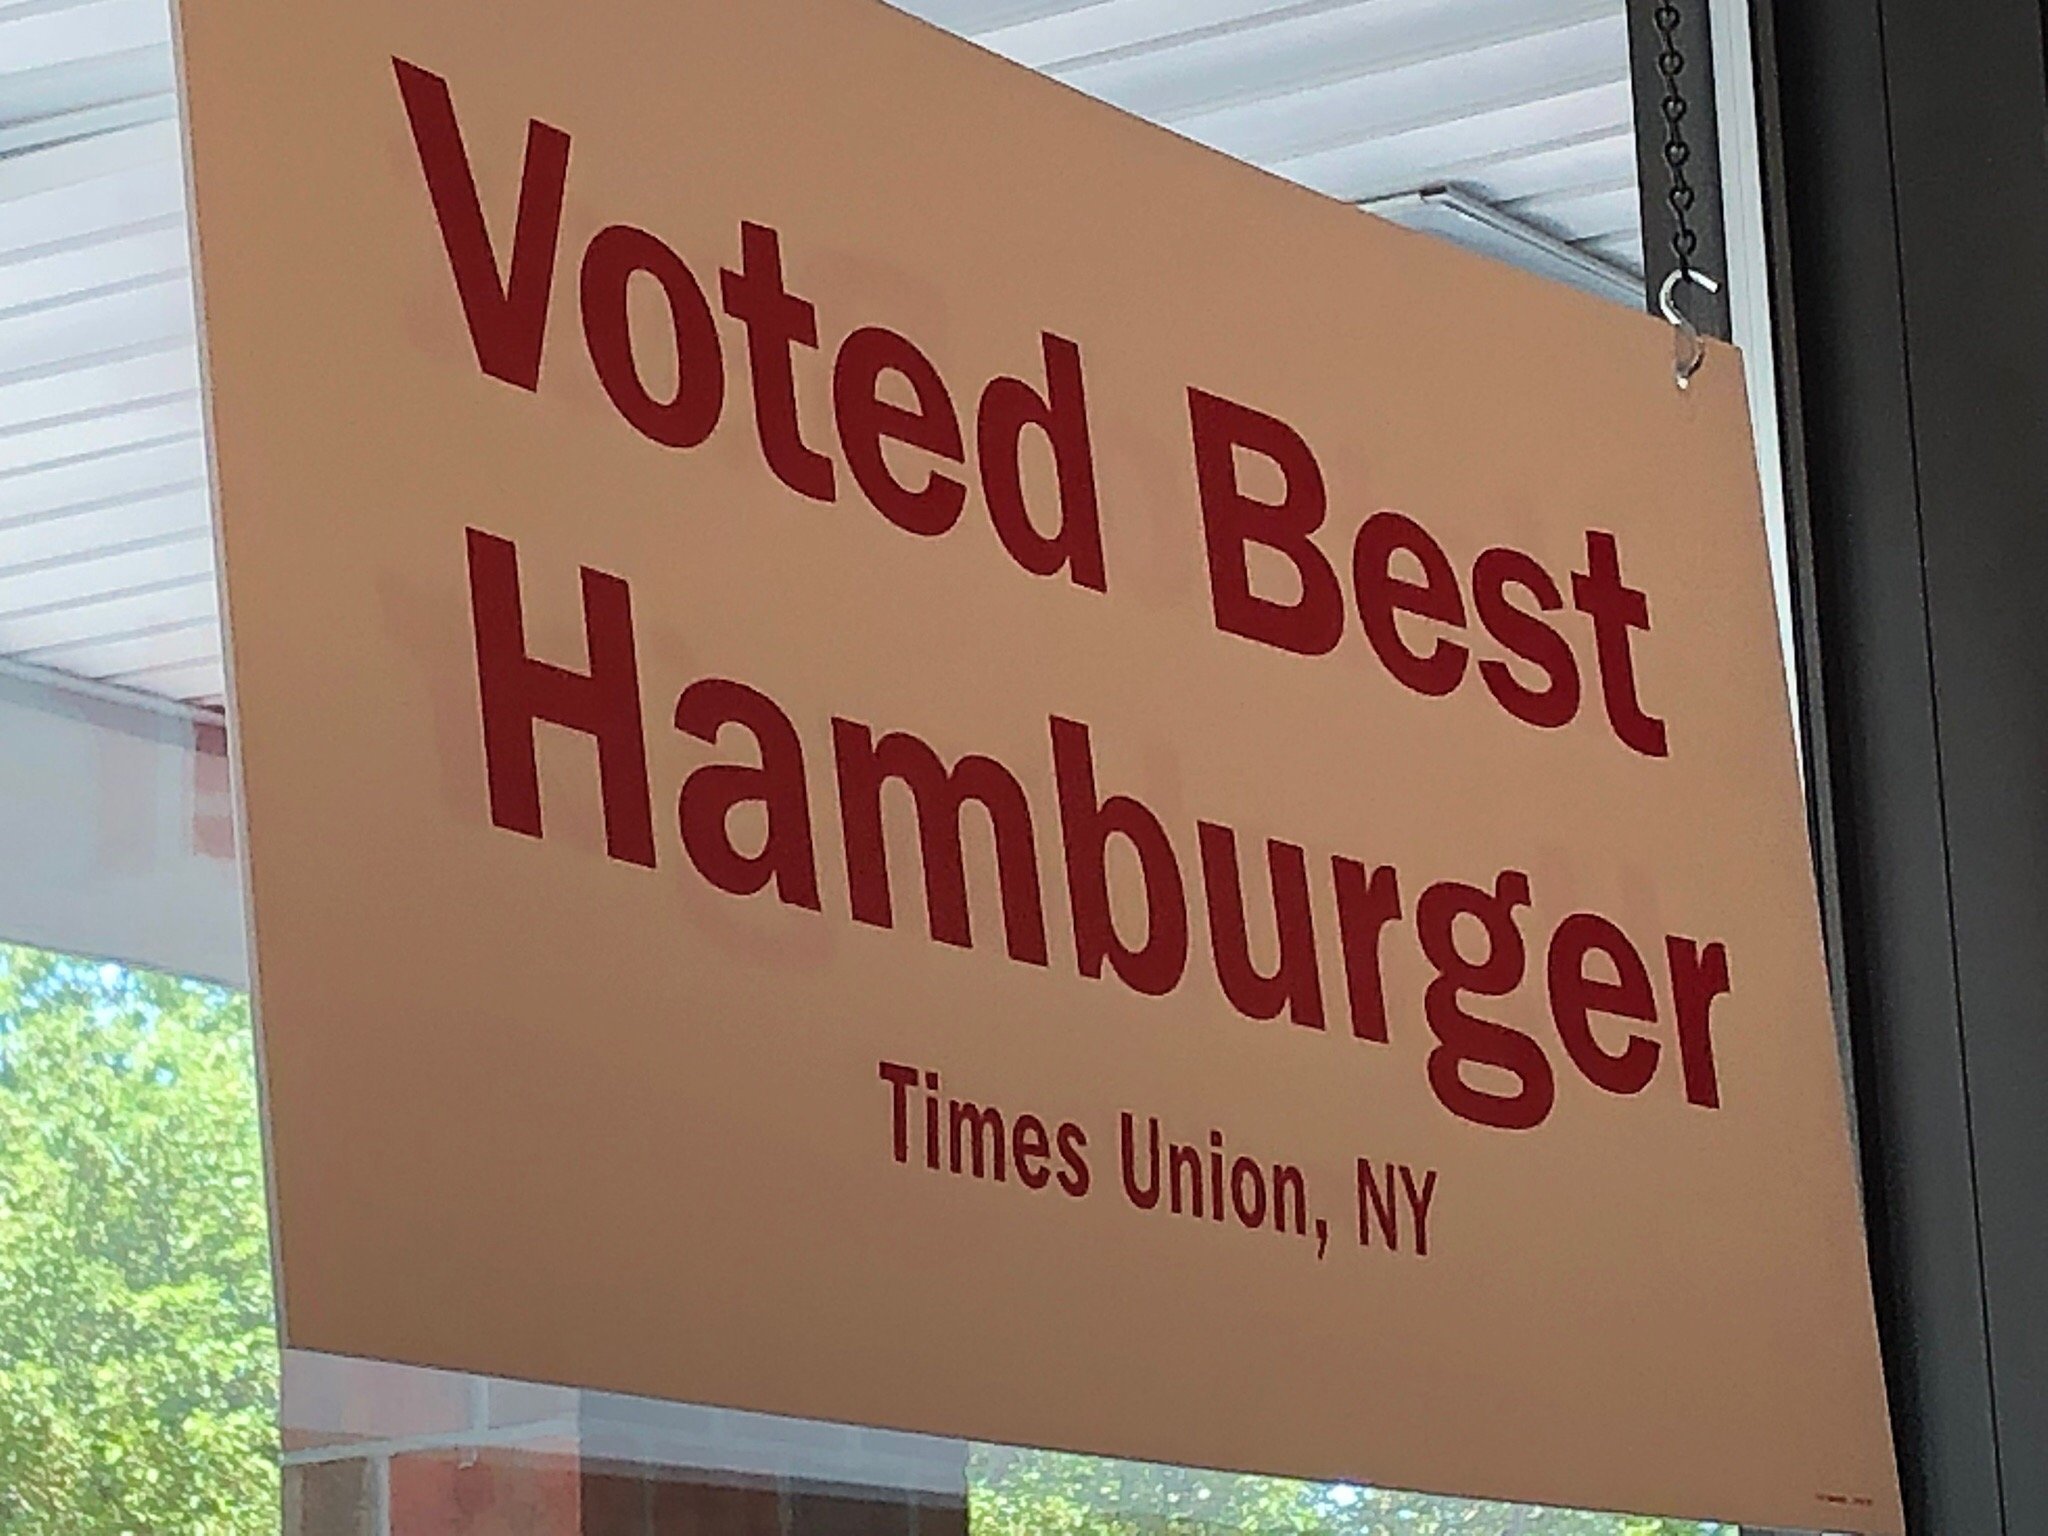 Voted Best
Hamburger
Times Union, NY